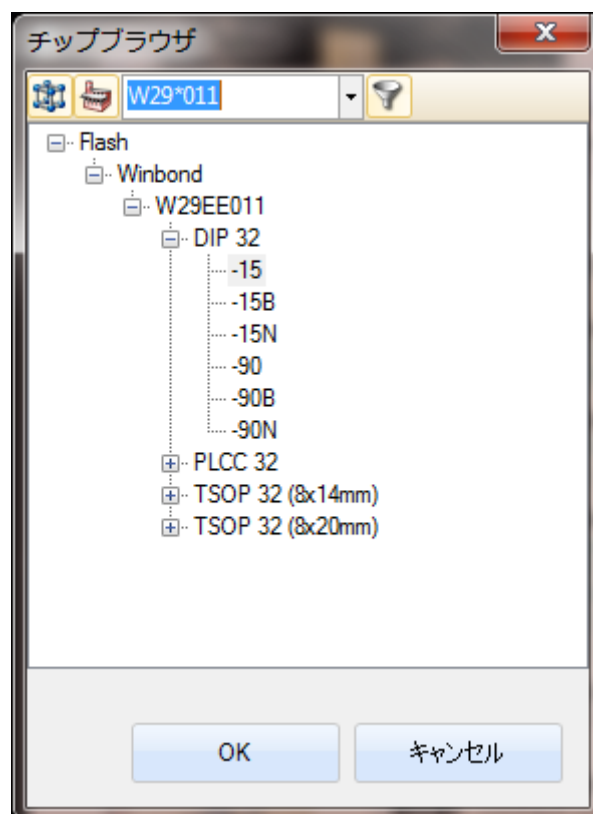 チップブラウザ
W29*011
Flash
Winbond
W29EE011
DIP 32
-15
-15B
-15N
-90
-90B
-90N
PLCC 32
TSOP 32 (8x14mm)
TSOP 32 (8x20mm)
OK
キャンセル